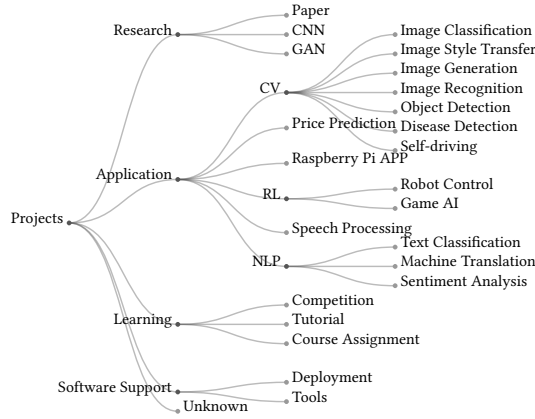 Paper
Research
CNN
GAN
Image Classification
Image Style Transfer
Image Generation
CV
Image Recognition
Object Detection
Price Prediction
Disease Detection
Self-driving
Raspberry Pi APP
Application
Robot Control
RL
Game AI
Projects
Speech Processing
Text Classification
NLP
Machine Translation
Sentiment Analysis
Competition
Learning
Tutorial
Course Assignment
Deployment
Software Support
Tools
Unknown